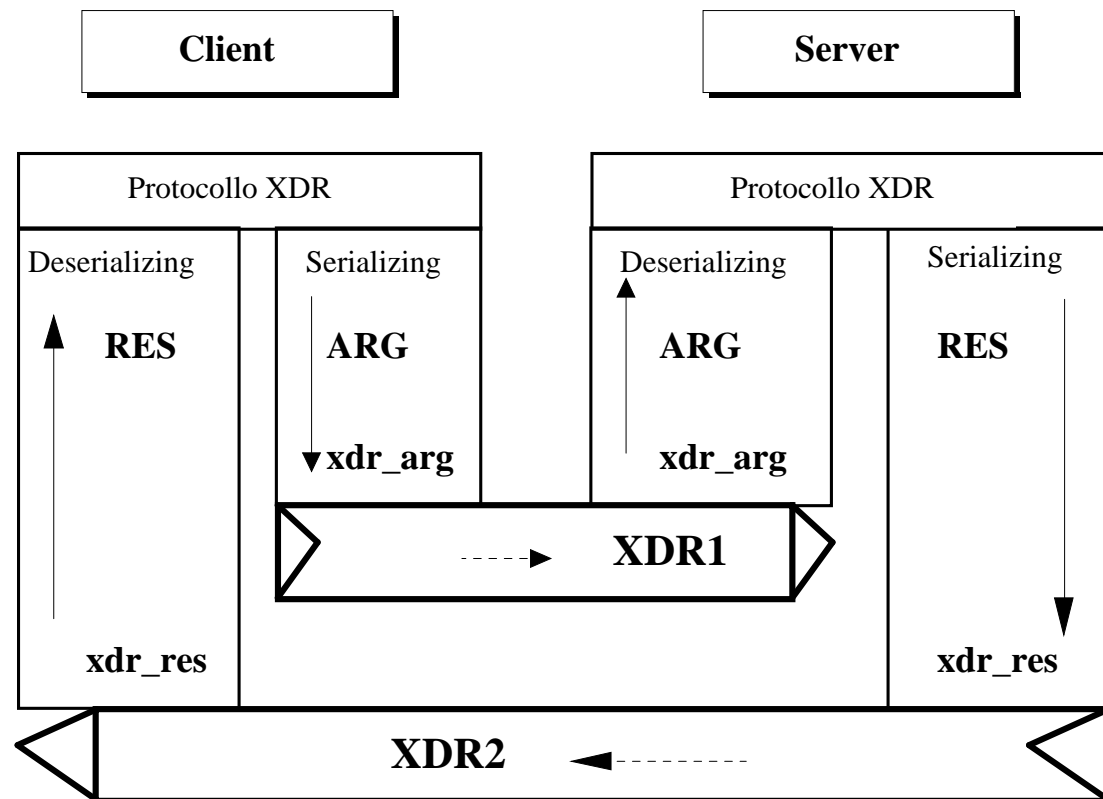 Client
Server
Protocollo XDR
Protocollo XDR
Deserializing
Serializing
Deserializing
Serializing
RES
ARG
ARG
RES
xdr_arg
xdr_arg
XDR1
xdr_res
xdr_res
XDR2